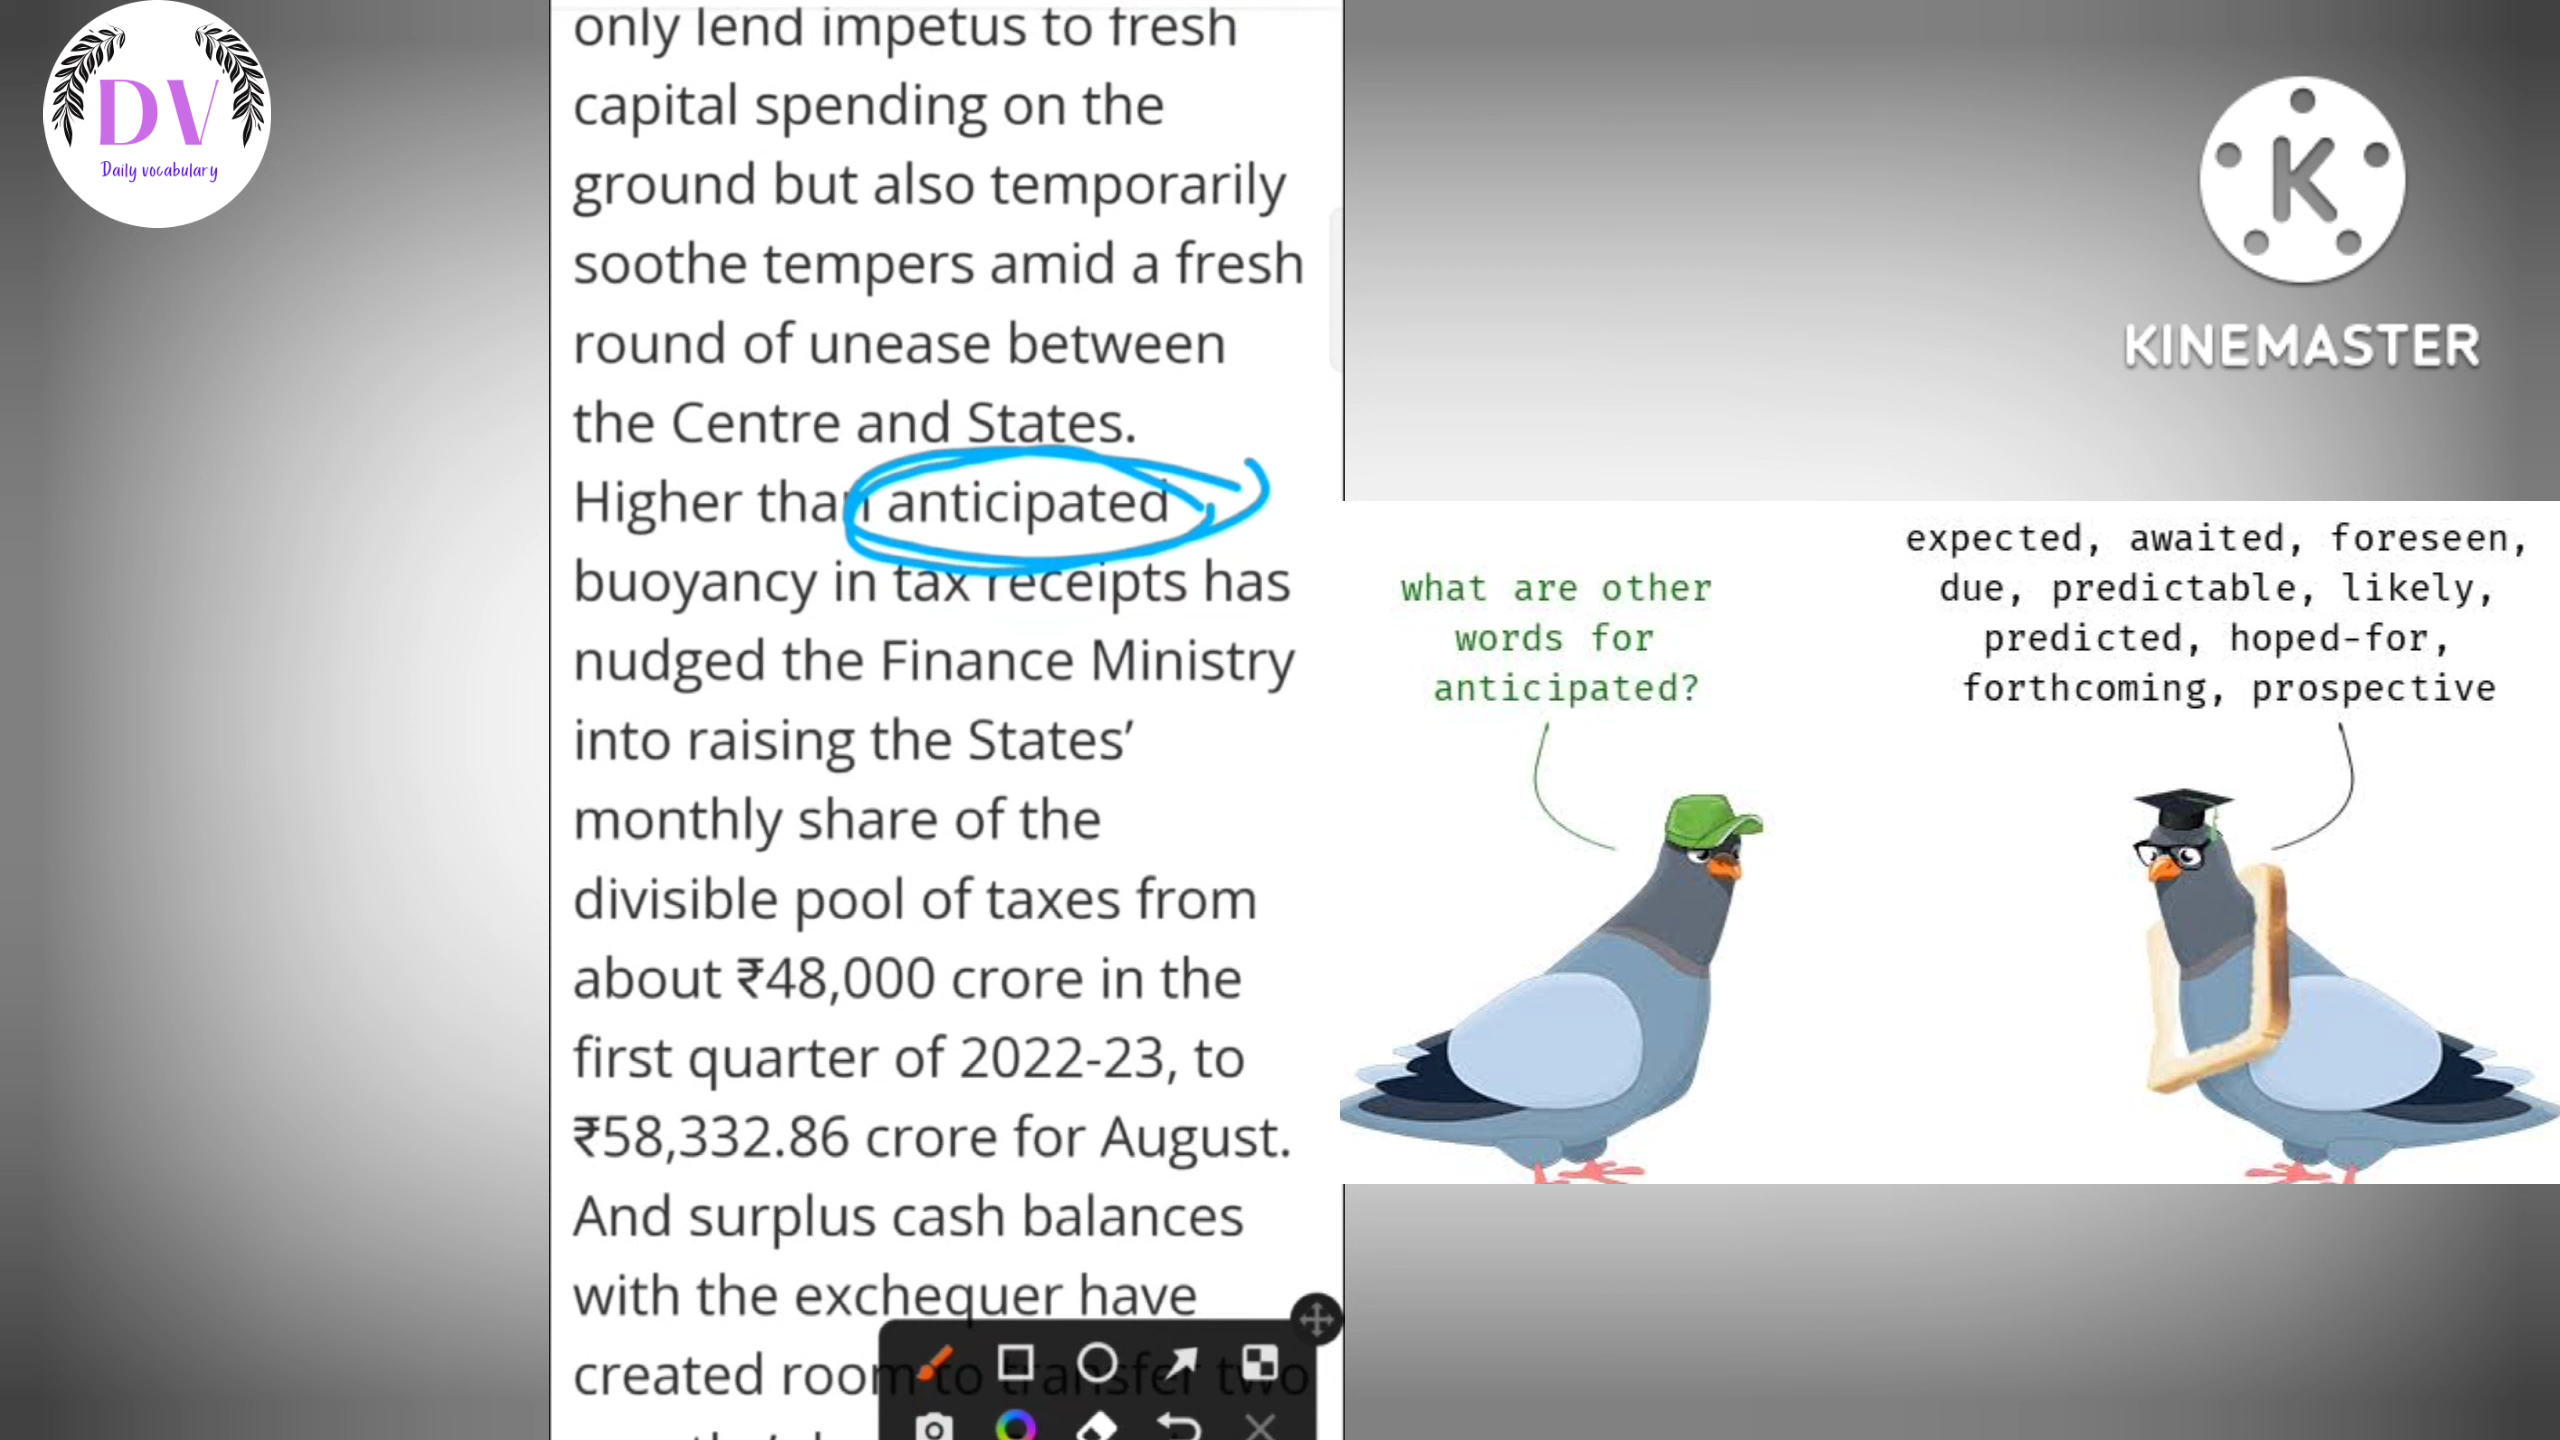 DV
Daily vocabulary
only lend impetus to fresh
capital spending on the
ground but also temporarily
soothe tempers amid a fresh
round of unease between
the Centre and States.
Higher than anticipated
buoyancy in tax receipts has
nudged the Finance Ministry
into raising the States’
monthly share of the
divisible pool of taxes from
about ₹48,000 crore in the
first quarter of 2022-23, to
₹58,332.86 crore for August.
And surplus cash balances
with the exchequer have
created room to transfer two
K
KINEMASTER
what are other
words for
anticipated?
expected, awaited, foreseen,
due, predictable, likely,
predicted, hoped-for,
forthcoming, prospective